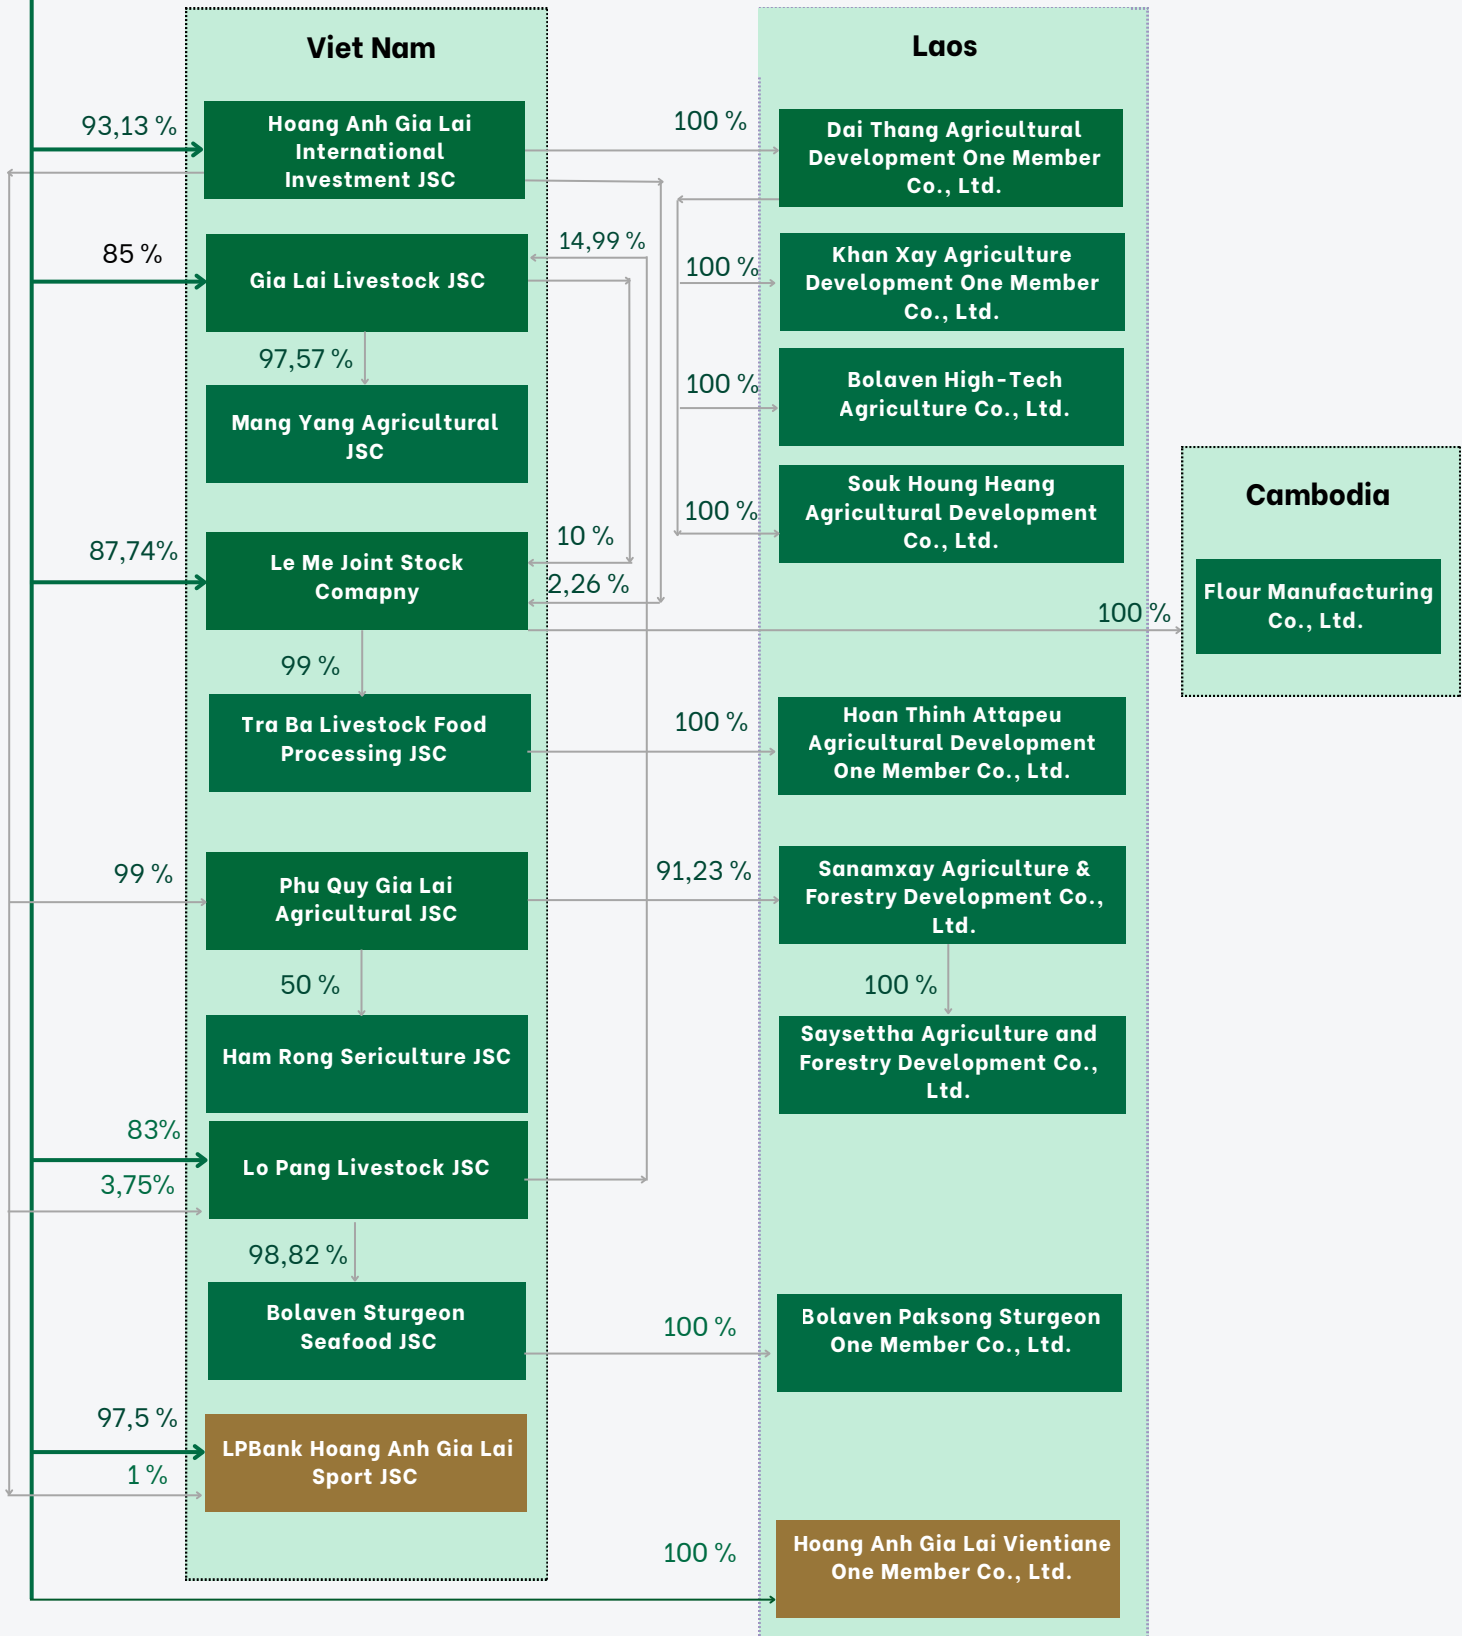 Viet Nam
Laos
93,13 %
Hoang Anh Gia Lai
International
Investment JSC
100 %
Dai Thang Agricultural
Development One Member
Co., Ltd.
85 %
Gia Lai Livestock JSC
14,99 %
100 %
Khan Xay Agriculture
Development One Member
Co., Ltd.
97,57 %
Mang Yang Agricultural
JSC
100 %
Bolaven High-Tech
Agriculture Co., Ltd.
100 %
Souk Houng Heang
Agricultural Development
Co., Ltd.
Cambodia
87,74%
Le Me Joint Stock
Comapny
10 %
2,26 %
100 %
Flour Manufacturing
Co., Ltd.
99 %
Tra Ba Livestock Food
Processing JSC
100 %
Hoan Thinh Attapeu
Agricultural Development
One Member Co., Ltd.
99 %
Phu Quy Gia Lai
Agricultural JSC
91,23 %
Sanamxay Agriculture &
Forestry Development Co.,
Ltd.
50 %
100 %
Ham Rong Sericulture JSC
Saysettha Agriculture and
Forestry Development Co.,
Ltd.
83%
Lo Pang Livestock JSC
3,75%
98,82 %
Bolaven Sturgeon
Seafood JSC
100 %
Bolaven Paksong Sturgeon
One Member Co., Ltd.
97,5 %
LPBank Hoang Anh Gia Lai
Sport JSC
1 %
100 %
Hoang Anh Gia Lai Vientiane
One Member Co., Ltd.